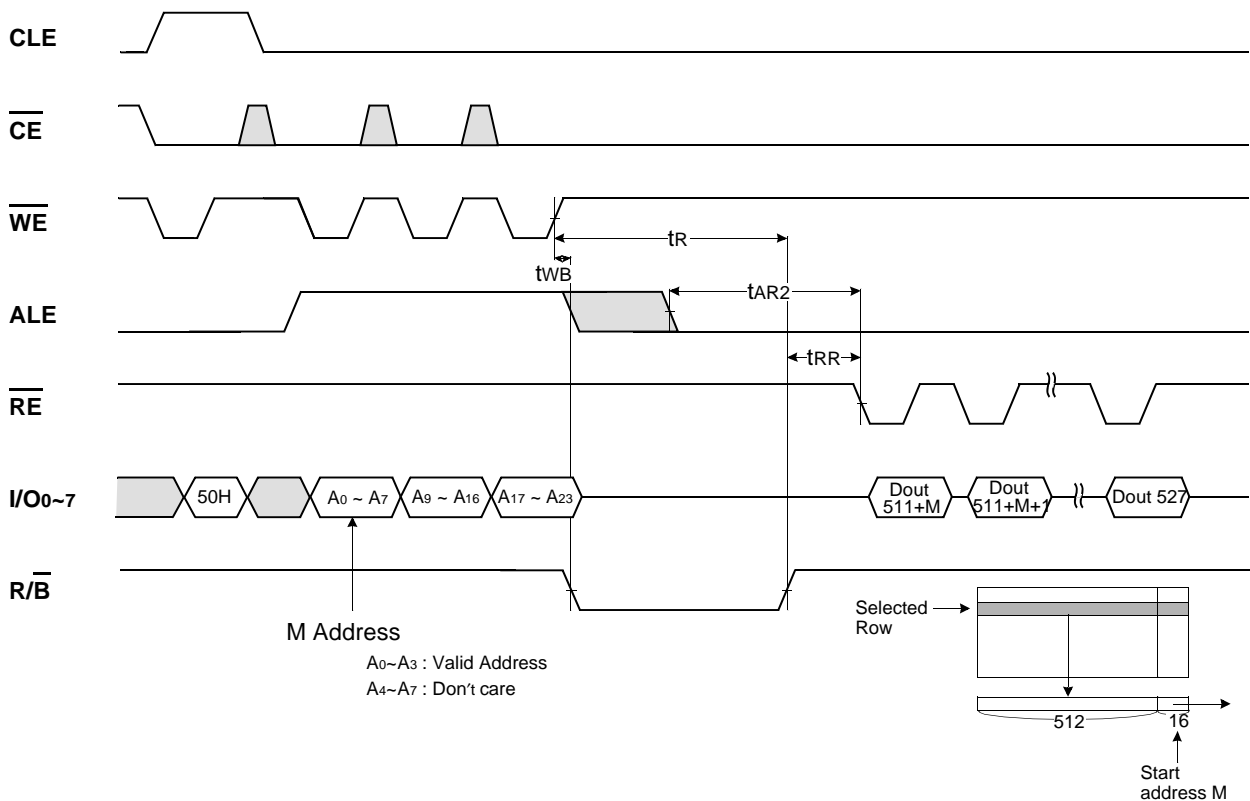 CLE
CE
WE
tR
tWB
tAR2
ALE
tRR
RE
I/O0~7
50H
A0 ~ A7
A9 ~ A16
A17 ~ A23
Dout
511+M
Dout
511+M+1
Dout 527
R/B
M Address
A0~A3 : Valid Address
A4~A7 : Don't care
Selected
Row
512
16
Start
address M